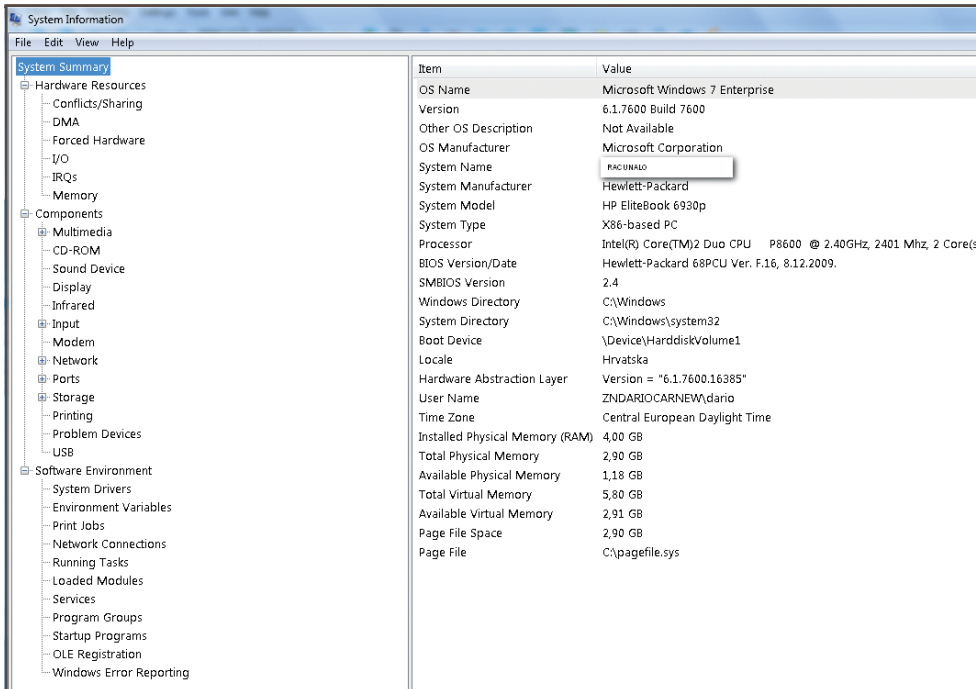 System Information
File Edit View Help
System Summary
Hardware Resources
Conflicts/Sharing
DMA
Forced Hardware
I/O
IRQs
Memory
Components
Multimedia
CD-ROM
Sound Device
Display
Infrared
Input
Modem
Network
Ports
Storage
Printing
Problem Devices
USB
Software Environment
System Drivers
Environment Variables
Print Jobs
Network Connections
Running Tasks
Loaded Modules
Services
Program Groups
Startup Programs
OLE Registration
Windows Error Reporting
Item Value
OS Name Microsoft Windows 7 Enterprise
Version 6.1.7600 Build 7600
Other OS Description Not Available
OS Manufacturer Microsoft Corporation
System Name RACUNALO
System Manufacturer Hewlett-Packard
System Model HP EliteBook 6930p
System Type X86-based PC
Processor Intel(R) Core(TM)2 Duo CPU P8600 @ 2.40GHz, 2401 Mhz, 2 Core(s
BIOS Version/Date Hewlett-Packard 68PCU Ver. F.16, 8.12.2009.
SMBIOS Version 2.4
Windows Directory C:\Windows
System Directory C:\Windows\system32
Boot Device \Device\HarddiskVolume1
Locale Hrvatska
Hardware Abstraction Layer Version = "6.1.7600.16385"
User Name ZNDARIOCARNEW\dario
Time Zone Central European Daylight Time
Installed Physical Memory (RAM) 4,00 GB
Total Physical Memory 2,90 GB
Available Physical Memory 1,18 GB
Total Virtual Memory 5,80 GB
Available Virtual Memory 2,91 GB
Page File Space 2,90 GB
Page File C:\pagefile.sys